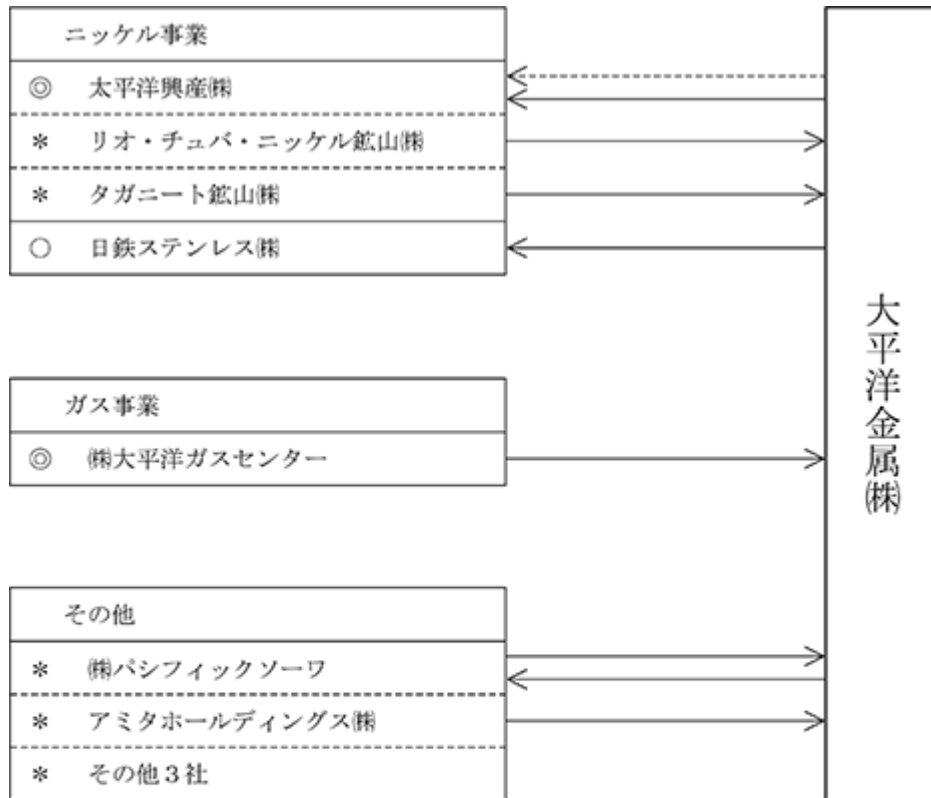 ニッケル事業
◎ 太平洋興産㈱
* リオ・チュバ・ニッケル鉱山㈱
* タガニート鉱山㈱
○ 日鉄ステンレス㈱
ガス事業
◎ ㈱大平洋ガスセンター
その他
* ㈱パシフィックソーワ
* アミタホールディングス㈱
* その他3社
大平洋金属㈱